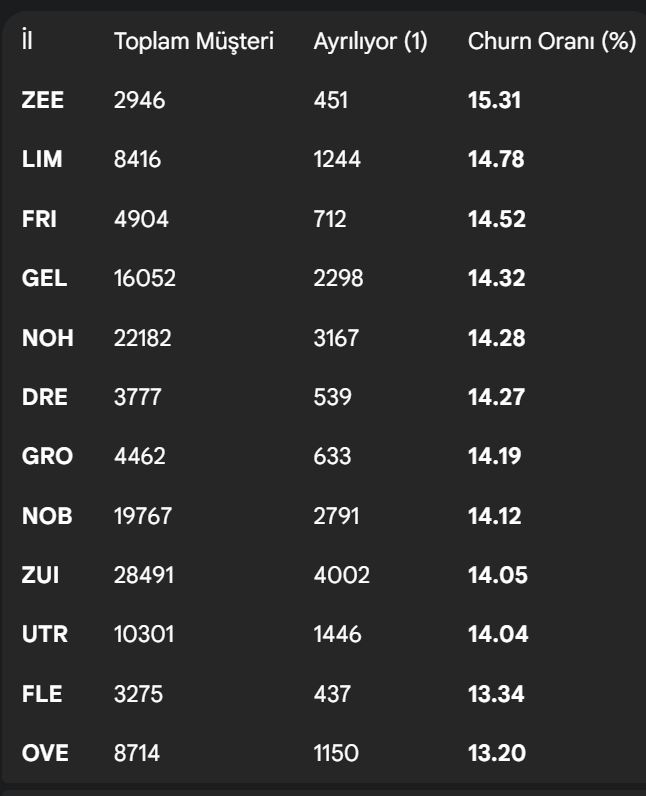 İl Toplam Müşteri Ayrılıyor (1) Churn Oranı (%)
ZEE 2946 451 15.31
LIM 8416 1244 14.78
FRI 4904 712 14.52
GEL 16052 2298 14.32
NOH 22182 3167 14.28
DRE 3777 539 14.27
GRO 4462 633 14.19
NOB 19767 2791 14.12
ZUI 28491 4002 14.05
UTR 10301 1446 14.04
FLE 3275 437 13.34
OVE 8714 1150 13.20